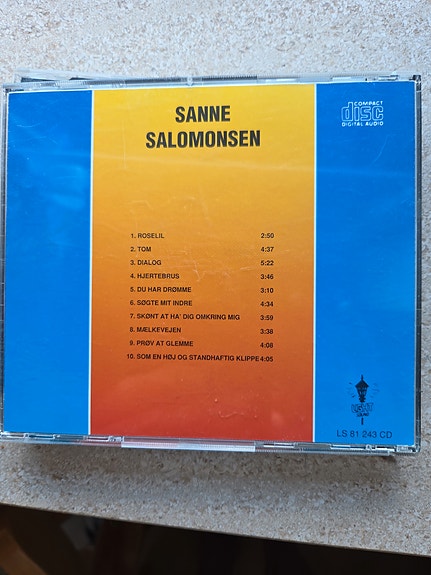 SANNE
SALOMONSEN
COMPACT
disc
DIGITAL AUDIO
1. ROSELIL 2:50
2. TOM 4:37
3. DIALOG 5:22
4. HJERTEBRUS 3:46
5. DU HAR DRØMME 3:10
6. SØGTE MIT INDRE 4:34
7. SKØNT AT HA' DIG OMKRING MIG 3:59
8. MÆLKEVEJEN 3:38
9. PRØV AT GLEMME 4:08
10. SOM EN HØJ OG STANDHAFTIG KLIPPE 4:05
LIGHT
SOUND
LS 81 243 CD